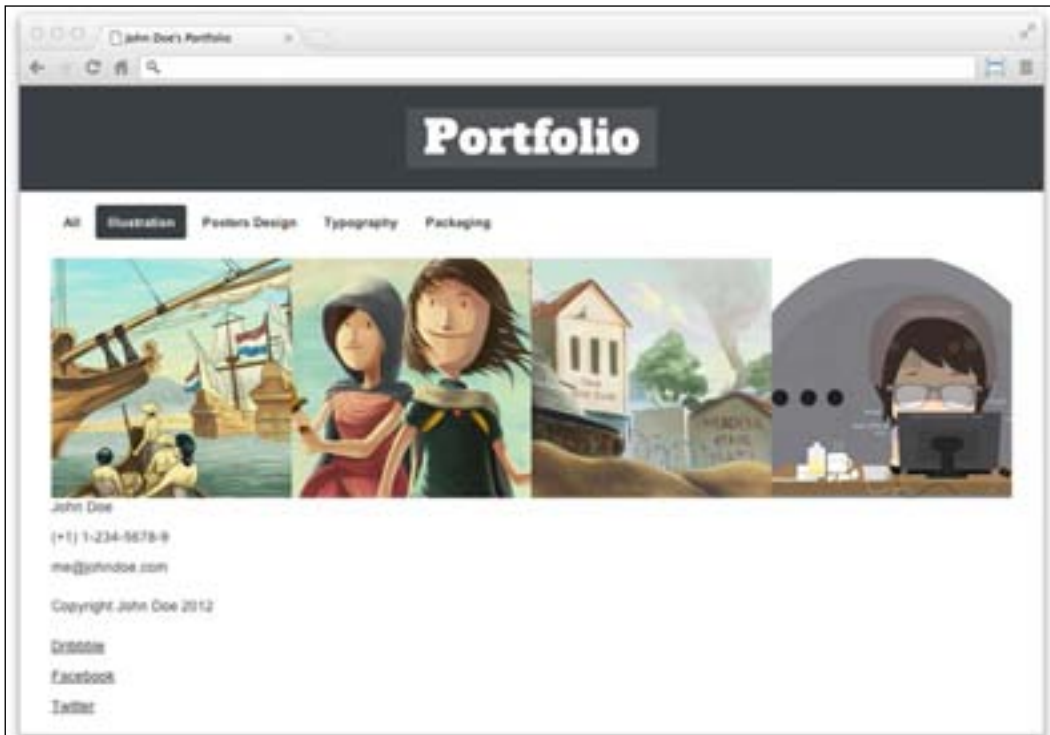 John Doe's Portfolio
Portfolio
All Illustration Posters Design Typography Packaging
John Doe
(+1) 1-234-5678-9
me@johndoe.com
Copyright John Doe 2012
Dribbble
Facebook
Twitter